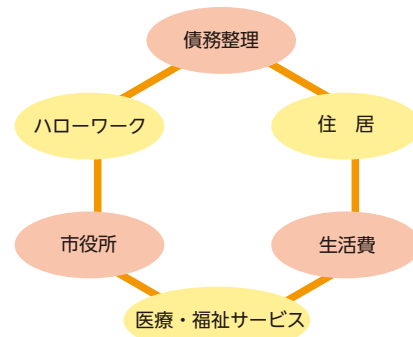 債務整理
ハローワーク
住　居
市役所
生活費
医療・福祉サービス